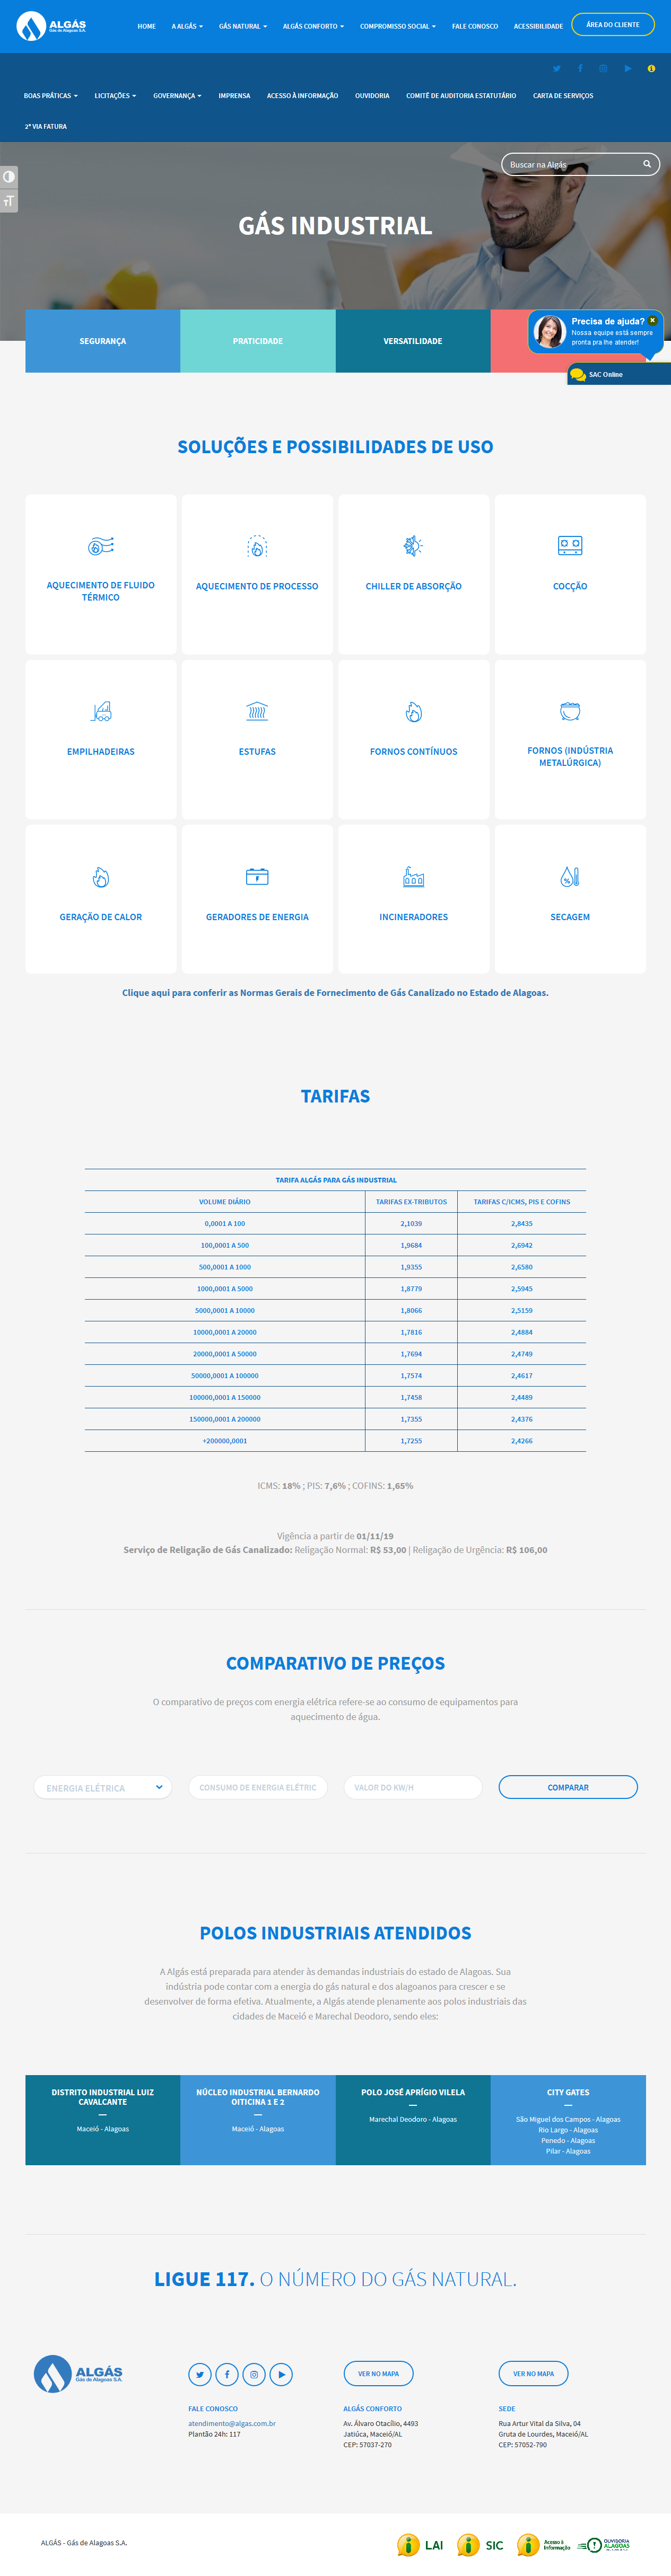 ALGÁS
Gás de Alagoas S.A.
HOME
A ALGÁS
GÁS NATURAL
ALGÁS CONFORTO
COMPROMISSO SOCIAL
FALE CONOSCO
ACESSIBILIDADE
ÁREA DO CLIENTE
BOAS PRÁTICAS
LICITAÇÕES
GOVERNANÇA
IMPRENSA
ACESSO À INFORMAÇÃO
OUVIDORIA
COMITÊ DE AUDITORIA ESTATUTÁRIO
CARTA DE SERVIÇOS
2ª VIA FATURA
Buscar na Algás
GÁS INDUSTRIAL
SEGURANÇA
PRATICIDADE
VERSATILIDADE
Precisa de ajuda?
Nossa equipe está sempre
pronta pra lhe atender!
SAC Online
SOLUÇÕES E POSSIBILIDADES DE USO
AQUECIMENTO DE FLUIDO
TÉRMICO
AQUECIMENTO DE PROCESSO
CHILLER DE ABSORÇÃO
COCÇÃO
EMPILHADEIRAS
ESTUFAS
FORNOS CONTÍNUOS
FORNOS (INDÚSTRIA
METALÚRGICA)
GERAÇÃO DE CALOR
GERADORES DE ENERGIA
INCINERADORES
SECAGEM
Clique aqui para conferir as Normas Gerais de Fornecimento de Gás Canalizado no Estado de Alagoas.
TARIFAS
TARIFA ALGÁS PARA GÁS INDUSTRIAL
VOLUME DIÁRIO TARIFAS EX-TRIBUTOS TARIFAS C/ICMS, PIS E COFINS
0,0001 A 100 2,1039 2,8435
100,0001 A 500 1,9684 2,6942
500,0001 A 1000 1,9355 2,6580
1000,0001 A 5000 1,8779 2,5945
5000,0001 A 10000 1,8066 2,5159
10000,0001 A 20000 1,7816 2,4884
20000,0001 A 50000 1,7694 2,4749
50000,0001 A 100000 1,7574 2,4617
100000,0001 A 150000 1,7458 2,4489
150000,0001 A 200000 1,7355 2,4376
+200000,0001 1,7255 2,4266
ICMS: 18% ; PIS: 7,6% ; COFINS: 1,65%
Vigência a partir de 01/11/19
Serviço de Religação de Gás Canalizado: Religação Normal: R$ 53,00 | Religação de Urgência: R$ 106,00
COMPARATIVO DE PREÇOS
O comparativo de preços com energia elétrica refere-se ao consumo de equipamentos para
aquecimento de água.
ENERGIA ELÉTRICA
CONSUMO DE ENERGIA ELÉTRIC
VALOR DO KW/H
COMPARAR
POLOS INDUSTRIAIS ATENDIDOS
A Algás está preparada para atender às demandas industriais do estado de Alagoas. Sua
indústria pode contar com a energia do gás natural e dos alagoanos para crescer e se
desenvolver de forma efetiva. Atualmente, a Algás atende plenamente aos polos industriais das
cidades de Maceió e Marechal Deodoro, sendo eles:
DISTRITO INDUSTRIAL LUIZ
CAVALCANTE
Maceió - Alagoas
NÚCLEO INDUSTRIAL BERNARDO
OITICINA 1 E 2
Maceió - Alagoas
POLO JOSÉ APRÍGIO VILELA
Marechal Deodoro - Alagoas
CITY GATES
São Miguel dos Campos - Alagoas
Rio Largo - Alagoas
Penedo - Alagoas
Pilar - Alagoas
LIGUE 117. O NÚMERO DO GÁS NATURAL.
ALGÁS
Gás de Alagoas S.A.
FALE CONOSCO
atendimento@algas.com.br
Plantão 24h: 117
VER NO MAPA
ALGÁS CONFORTO
Av. Álvaro Otacílio, 4493
Jatiúca, Maceió/AL
CEP: 57037-270
VER NO MAPA
SEDE
Rua Artur Vital da Silva, 04
Gruta de Lourdes, Maceió/AL
CEP: 57052-790
ALGÁS - Gás de Alagoas S.A.
LAI
SIC
Acesso à
Informação
OUVIDORIA
ALAGOAS